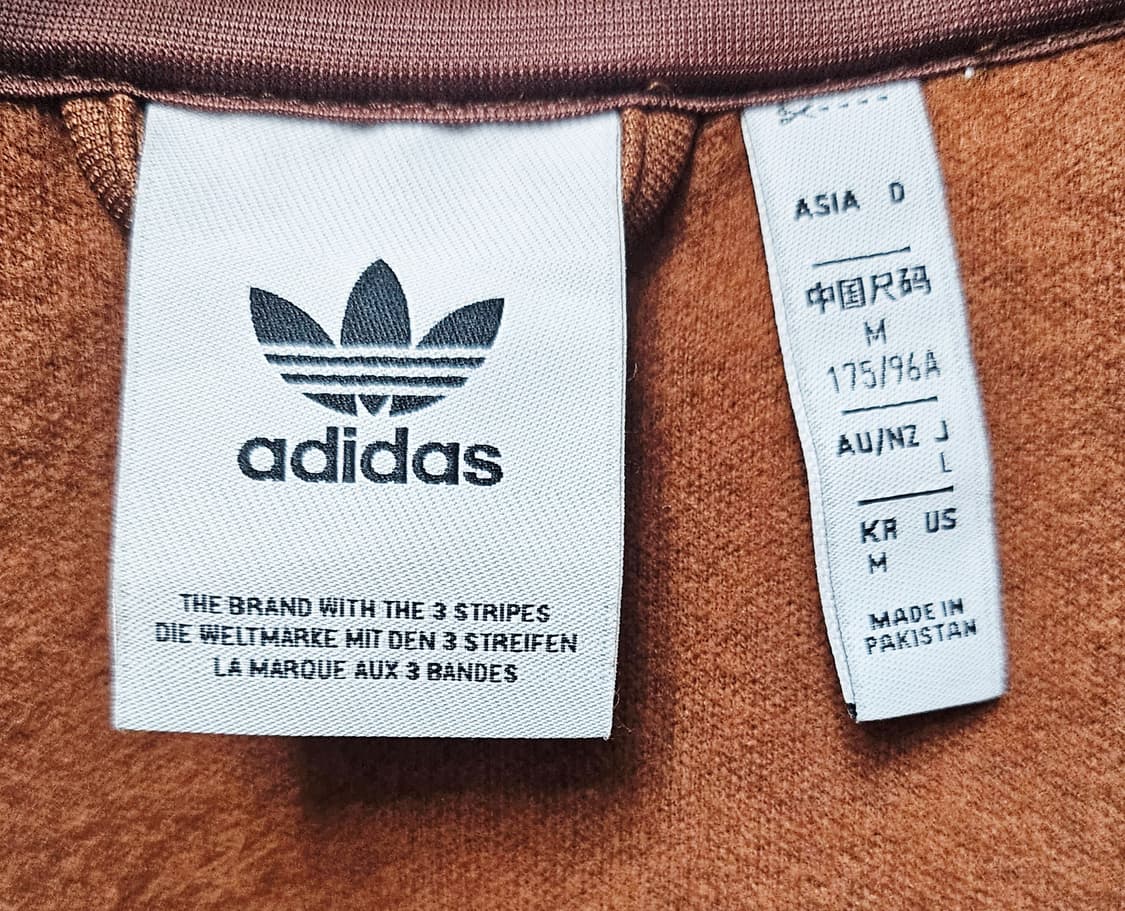 adidas
THE BRAND WITH THE 3 STRIPES
DIE WELTMARKE MIT DEN 3 STREIFEN
LA MARQUE AUX 3 BANDES
ASIA D
中国尺码
M
175/96A
AU/NZ J
L
KR US
M
MADE IN
PAKISTAN